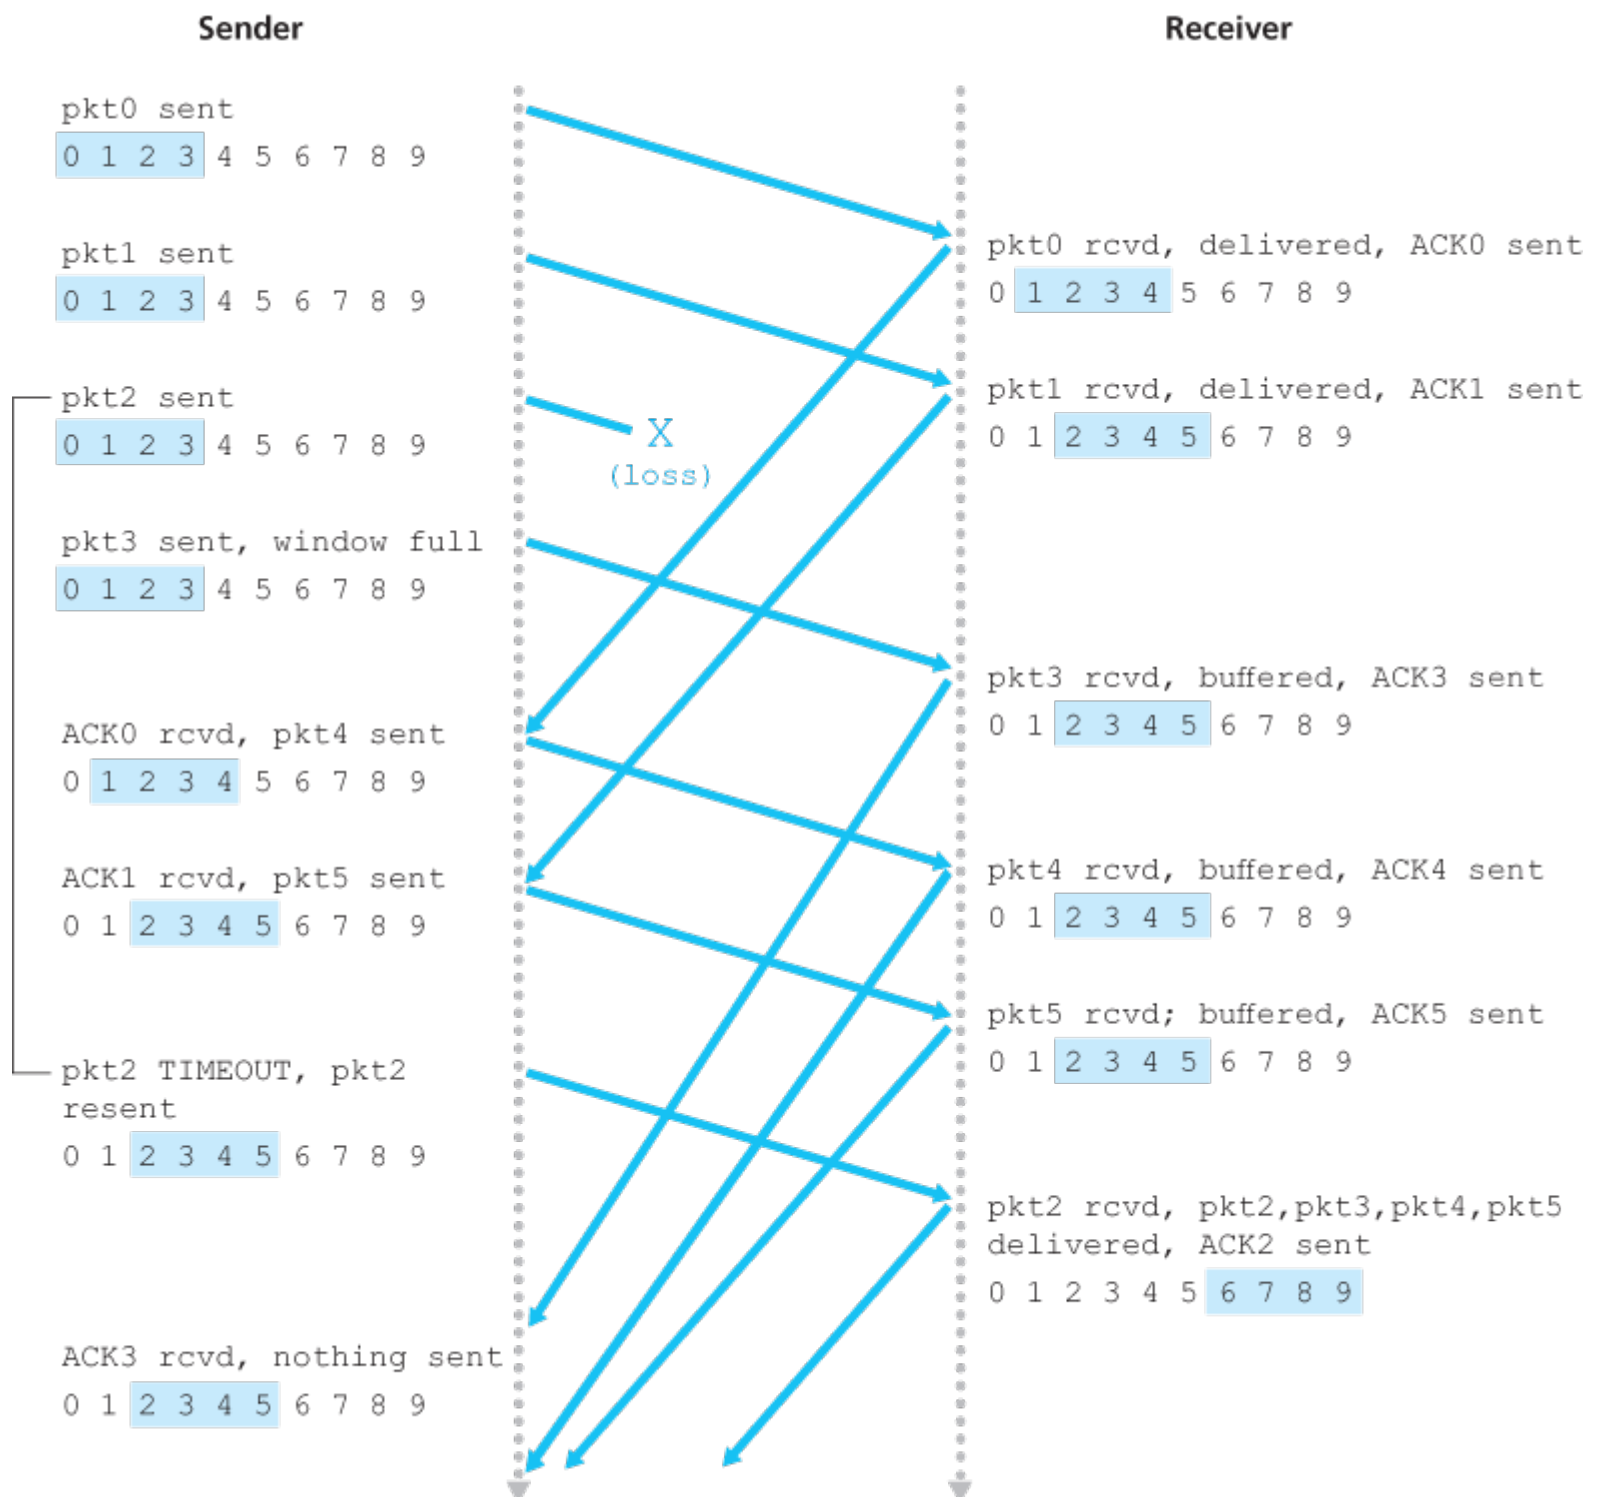 Sender
pkt0 sent
0 1 2 3 4 5 6 7 8 9
pkt1 sent
0 1 2 3 4 5 6 7 8 9
pkt2 sent
0 1 2 3 4 5 6 7 8 9
pkt3 sent, window full
0 1 2 3 4 5 6 7 8 9
ACK0 rcvd, pkt4 sent
0 1 2 3 4 5 6 7 8 9
ACK1 rcvd, pkt5 sent
0 1 2 3 4 5 6 7 8 9
pkt2 TIMEOUT, pkt2
resent
0 1 2 3 4 5 6 7 8 9
ACK3 rcvd, nothing sent
0 1 2 3 4 5 6 7 8 9
X
(loss)
Receiver
pkt0 rcvd, delivered, ACK0 sent
0 1 2 3 4 5 6 7 8 9
pkt1 rcvd, delivered, ACK1 sent
0 1 2 3 4 5 6 7 8 9
pkt3 rcvd, buffered, ACK3 sent
0 1 2 3 4 5 6 7 8 9
pkt4 rcvd, buffered, ACK4 sent
0 1 2 3 4 5 6 7 8 9
pkt5 rcvd; buffered, ACK5 sent
0 1 2 3 4 5 6 7 8 9
pkt2 rcvd, pkt2,pkt3,pkt4,pkt5
delivered, ACK2 sent
0 1 2 3 4 5 6 7 8 9